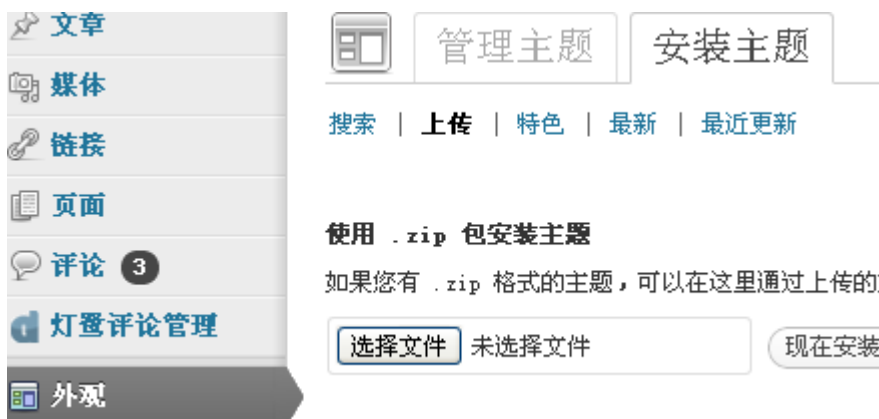 文章
媒体
链接
页面
评论 3
灯鹭评论管理
外观
管理主题 安装主题
搜索 | 上传 | 特色 | 最新 | 最近更新
使用 .zip 包安装主题
如果您有 .zip 格式的主题，可以在这里通过上传的
选择文件 未选择文件 现在安装